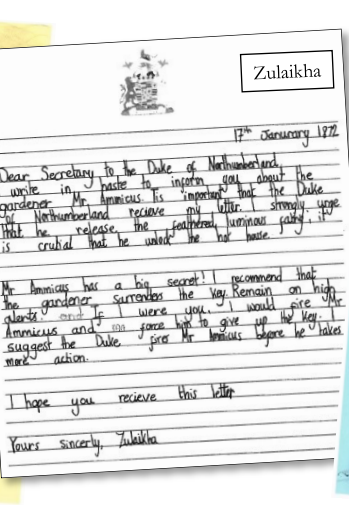 Zulaikha
17th Janurary 1872
Dear Secretary to the Duke of Northumberland,
I write in haste to inform you about the
gardener Mr. Ammicus. Tis important that the Duke
of Northumberland recieve my letter. I strongly urge
that he release the feathered, luminous fathy. it
is crutial that he unlock the hot house.
Mr Ammicus has a big secret! I recommend that
the gardener surrenders the key. Remain on high
alents. If I were you, I would fire Mr
Ammicus and force him to give up the key. I
suggest the Duke fires Mr Ammicus before he takes
more action.
I hope you recieve this letter
Yours sincerly, Zulaikha